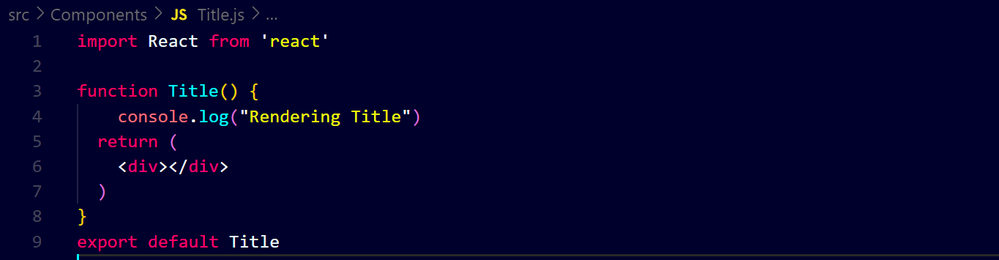 src > Components > JS Title.js > ...
1 import React from 'react'
2
3 function Title() {
4     console.log("Rendering Title")
5   return (
6     <div></div>
7   )
8 }
9 export default Title